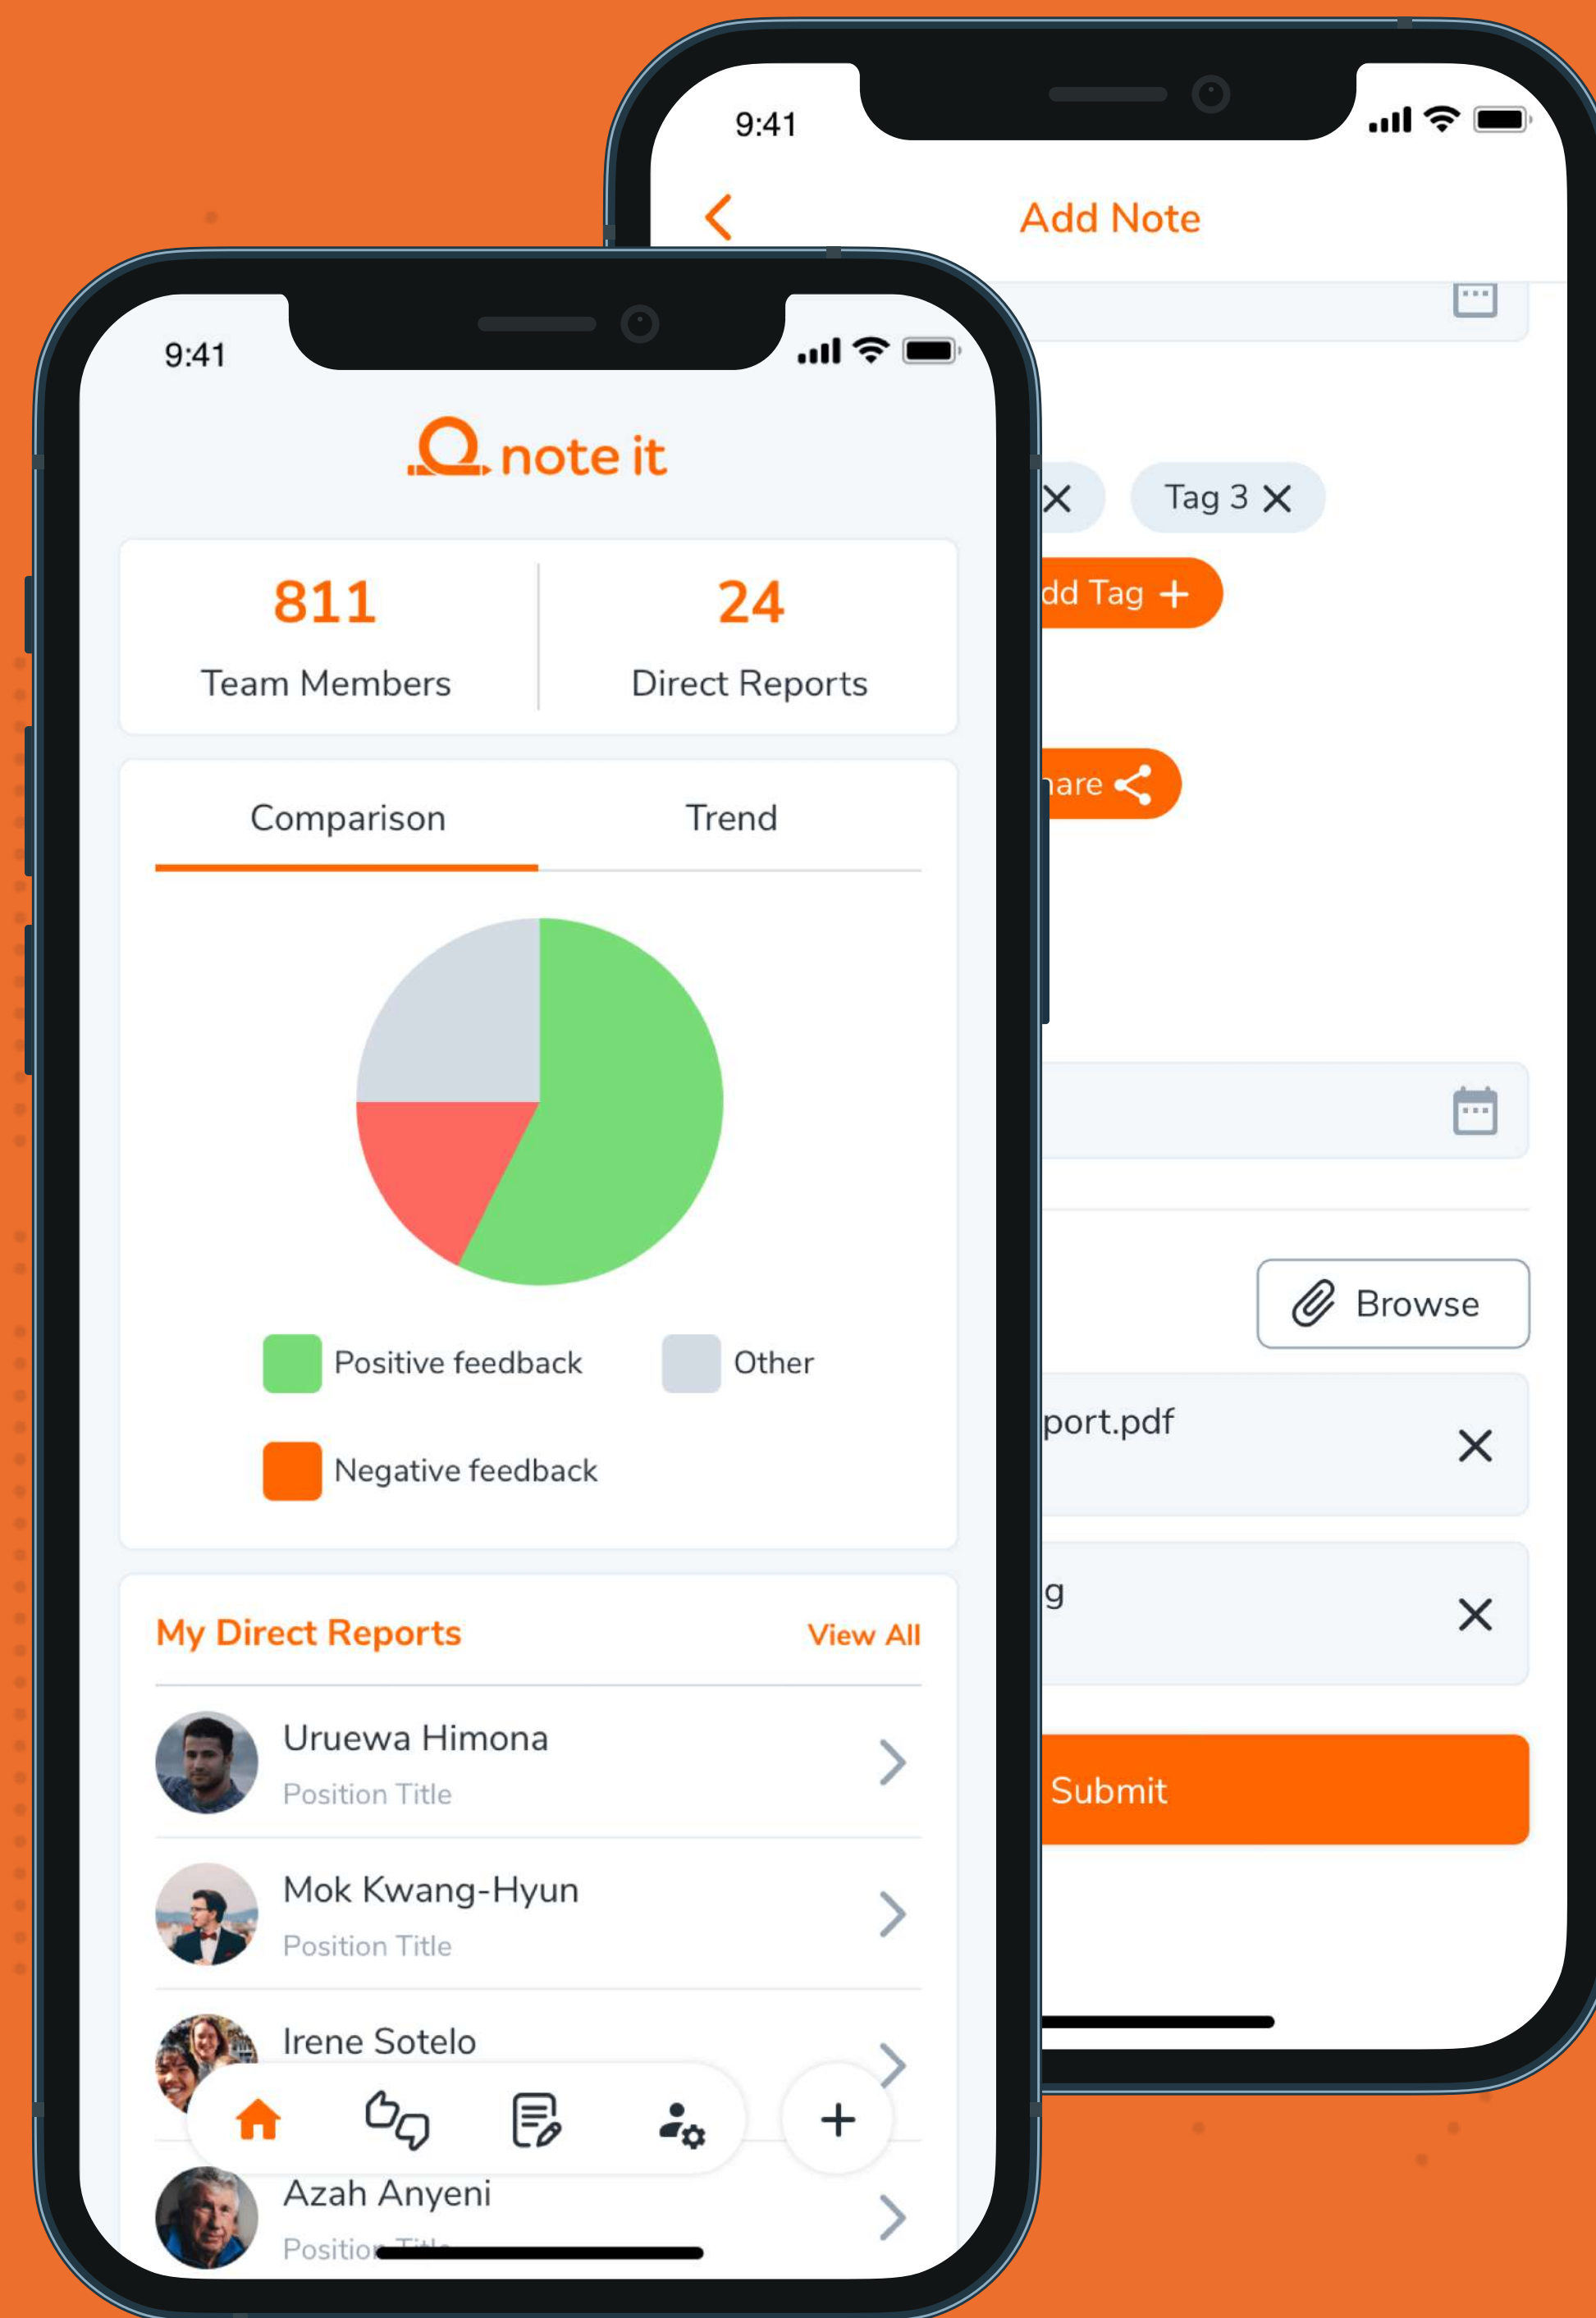 9:41
Add Note
Tag 3
dd Tag
are
Browse
port.pdf
g
Submit
9:41
note it
811
24
Team Members
Direct Reports
Comparison
Trend
Positive feedback
Other
Negative feedback
My Direct Reports
View All
Uruewa Himona
Position Title
Mok Kwang-Hyun
Position Title
Irene Sotelo
Azah Anyeni
Position Title